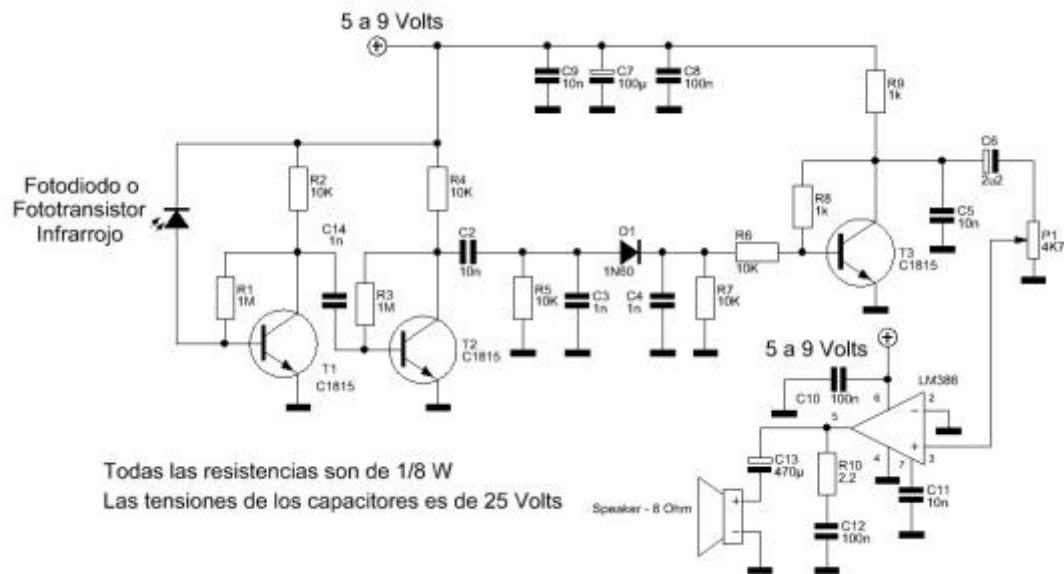 5 a 9 Volts
C9
10n
C7
100µ
C8
100n
R9
1k
Fotodiodo o
Fototransistor
Infrarrojo
R2
10K
R4
10K
C14
1n
C2
10n
R1
1M
R3
1M
T1
C1815
T2
C1815
R5
10K
C3
1n
D1
1N60
C4
1n
R7
10K
R6
10K
R8
1k
T3
C1815
C6
2u2
C5
10n
P1
4K7
5 a 9 Volts
C10
100n
LM386
6
2
5
3
4
7
-
+
C13
470µ
R10
2.2
C11
10n
C12
100n
Speaker - 8 Ohm
+
-
Todas las resistencias son de 1/8 W
Las tensiones de los capacitores es de 25 Volts